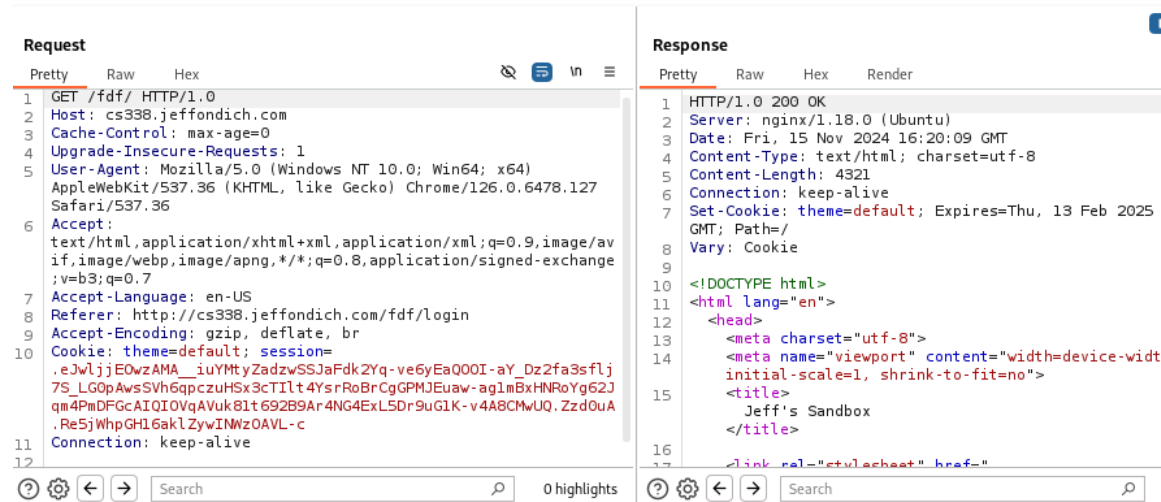 Request
Pretty Raw Hex \n
1 GET /fdf/ HTTP/1.0
2 Host: cs338.jeffondich.com
3 Cache-Control: max-age=0
4 Upgrade-Insecure-Requests: 1
5 User-Agent: Mozilla/5.0 (Windows NT 10.0; Win64; x64)
AppleWebKit/537.36 (KHTML, like Gecko) Chrome/126.0.6478.127
Safari/537.36
6 Accept:
text/html,application/xhtml+xml,application/xml;q=0.9,image/av
if,image/webp,image/apng,*/*;q=0.8,application/signed-exchange
;v=b3;q=0.7
7 Accept-Language: en-US
8 Referer: http://cs338.jeffondich.com/fdf/login
9 Accept-Encoding: gzip, deflate, br
10 Cookie: theme=default; session=
.eJwljjEOwzAMA__iuYMtyZadzwSSJaFdk2Yq-ve6yEaQOOI-aY_Dz2fa3sflj
7S_LGOpAwsSVh6qpczuHSx3cTIlt4YsrRoBrCgGPMJEuaw-aglmBxHNRoYg62J
qm4PmDFGcAIQIOVqAVuk81t692B9Ar4NG4ExL5Dr9uGlK-v4A8CMwUQ.Zzd0uA
.Re5jWhpGH16aklZywINWzOAVL-c
11 Connection: keep-alive
12
Search 0 highlights
Response
Pretty Raw Hex Render
1 HTTP/1.0 200 OK
2 Server: nginx/1.18.0 (Ubuntu)
3 Date: Fri, 15 Nov 2024 16:20:09 GMT
4 Content-Type: text/html; charset=utf-8
5 Content-Length: 4321
6 Connection: keep-alive
7 Set-Cookie: theme=default; Expires=Thu, 13 Feb 2025
GMT; Path=/
8 Vary: Cookie
9
10 <!DOCTYPE html>
11 <html lang="en">
12 <head>
13 <meta charset="utf-8">
14 <meta name="viewport" content="width=device-widt
initial-scale=1, shrink-to-fit=no">
15 <title>
Jeff's Sandbox
</title>
16
17 <link rel="stylesheet" href="
Search